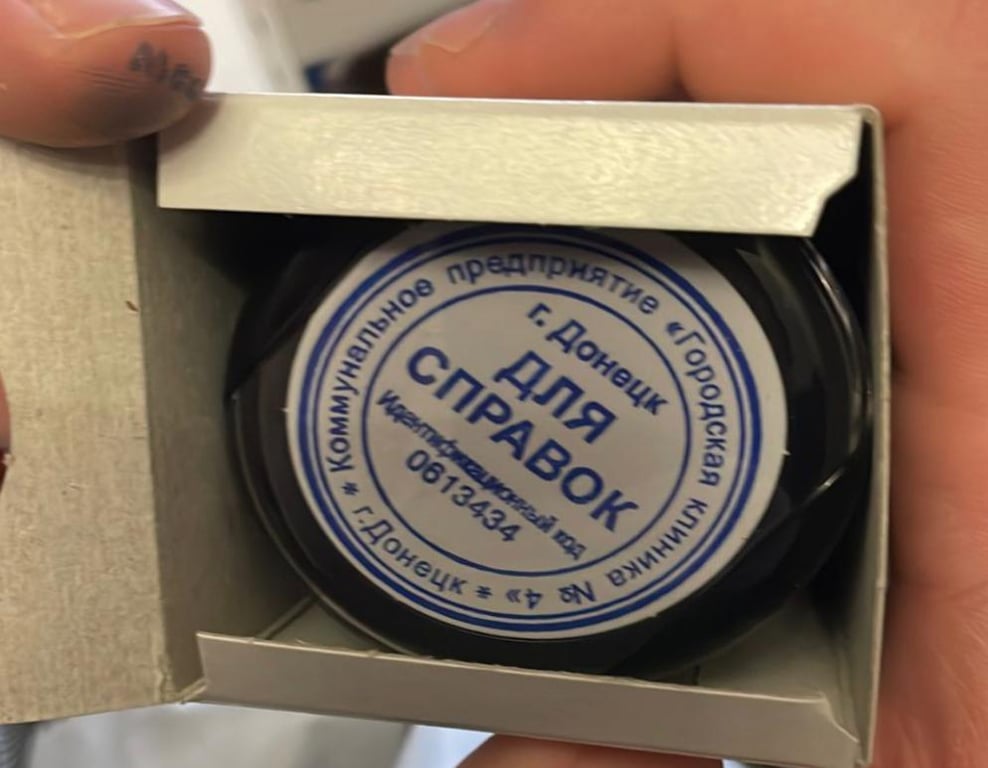 * Коммунальное предприятие «Городская клиника № 4» * г.Донецк
г. Донецк
ДЛЯ
СПРАВОК
Идентификационный код
0613434